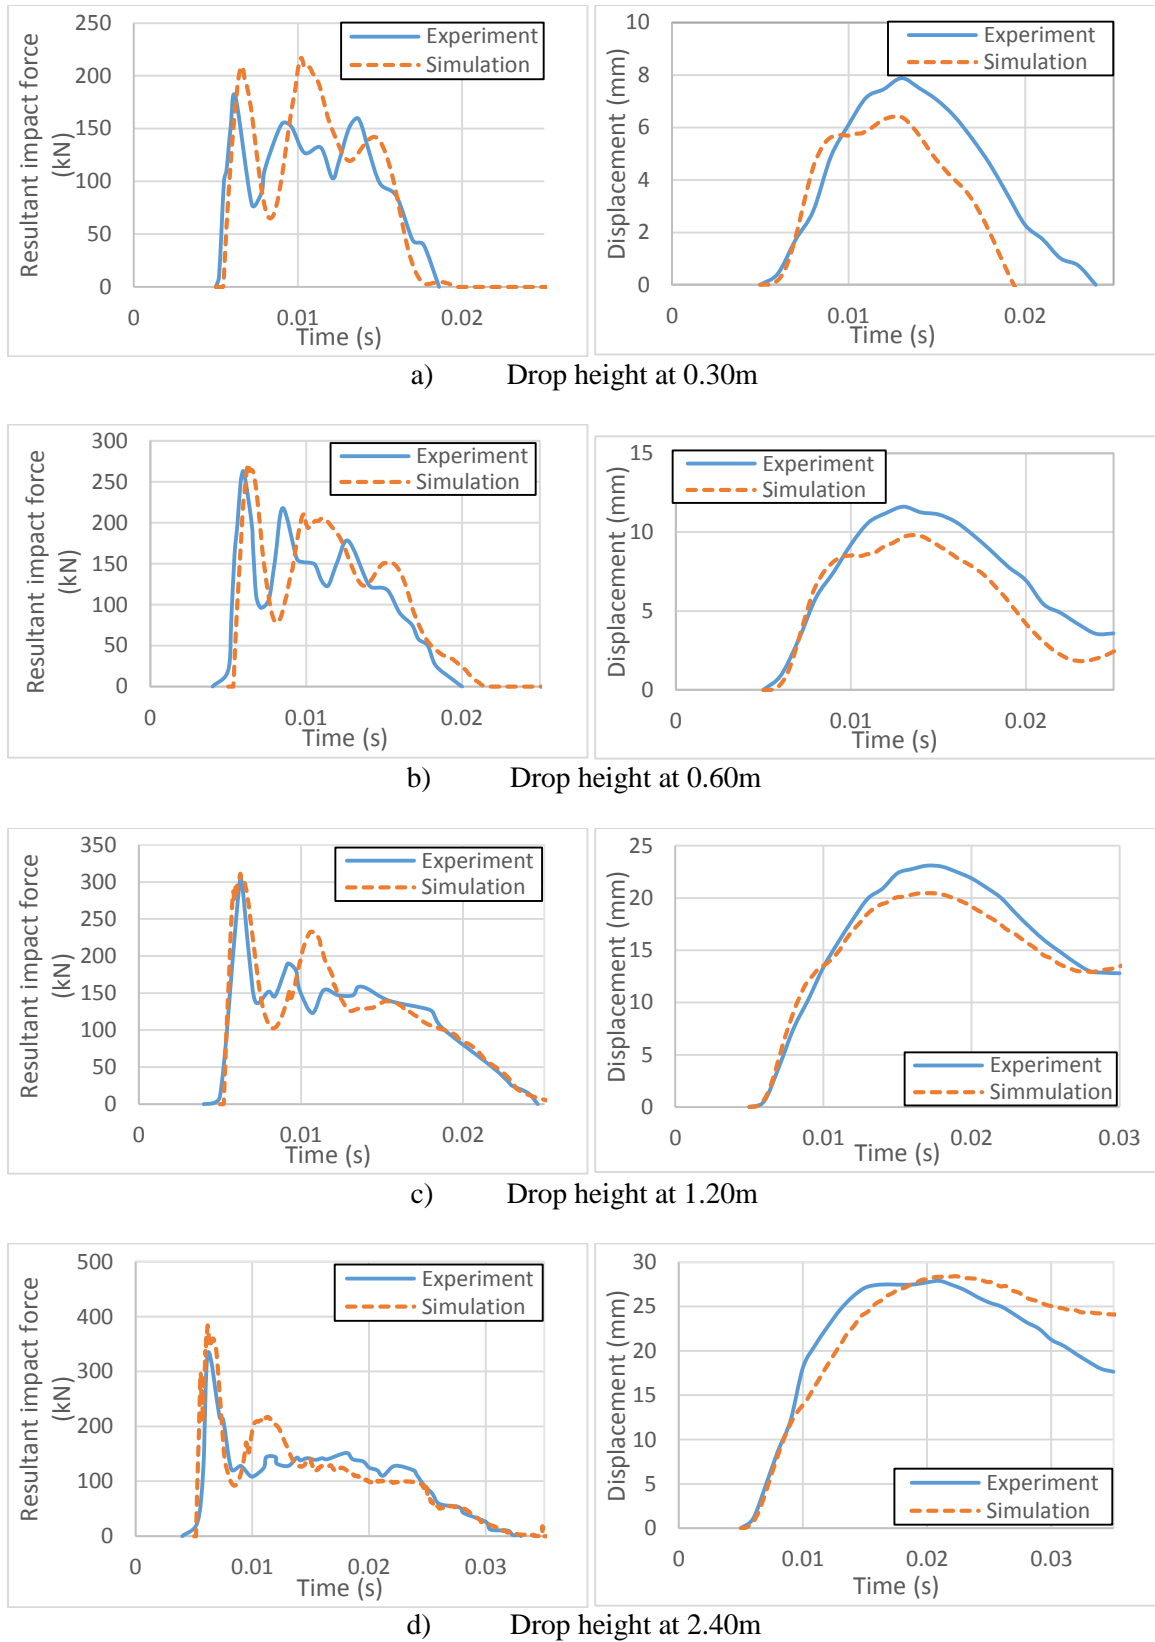 Resultant impact force
(kN)
250
200
150
100
50
0
0
0.01
0.02
Time (s)
Experiment
Simulation
Displacement (mm)
10
8
6
4
2
0
0
0.01
0.02
Time (s)
Experiment
Simulation
a) Drop height at 0.30m
Resultant impact force
(kN)
300
250
200
150
100
50
0
0
0.01
0.02
Time (s)
Experiment
Simulation
Displacement (mm)
15
10
5
0
0
0.01
0.02
Time (s)
Experiment
Simulation
b) Drop height at 0.60m
Resultant impact force
(kN)
350
300
250
200
150
100
50
0
0
0.01
0.02
Time (s)
Experiment
Simulation
Displacement (mm)
25
20
15
10
5
0
0
0.01
0.02
0.03
Time (s)
Experiment
Simmulation
c) Drop height at 1.20m
Resultant impact force
(kN)
500
400
300
200
100
0
0
0.01
0.02
0.03
Time (s)
Experiment
Simulation
Displacement (mm)
30
25
20
15
10
5
0
0
0.01
0.02
0.03
Time (s)
Experiment
Simulation
d) Drop height at 2.40m